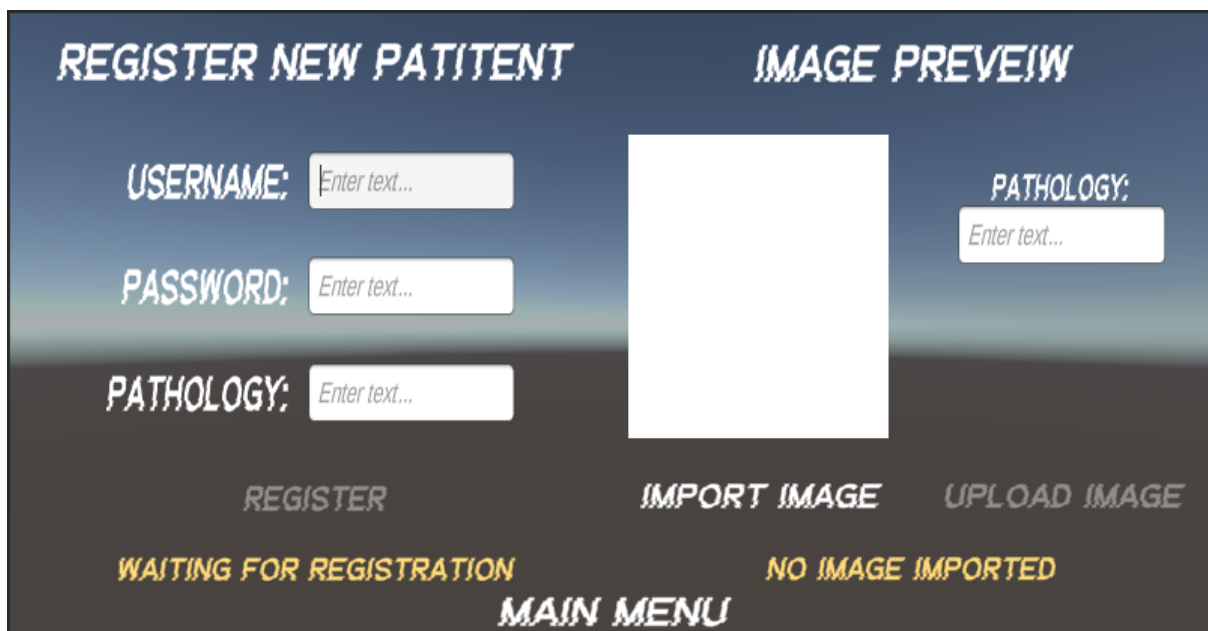 REGISTER NEW PATITENT
USERNAME: Enter text...
PASSWORD: Enter text...
PATHOLOGY: Enter text...
REGISTER
WAITING FOR REGISTRATION
IMAGE PREVEIW
PATHOLOGY:
Enter text...
IMPORT IMAGE
UPLOAD IMAGE
NO IMAGE IMPORTED
MAIN MENU